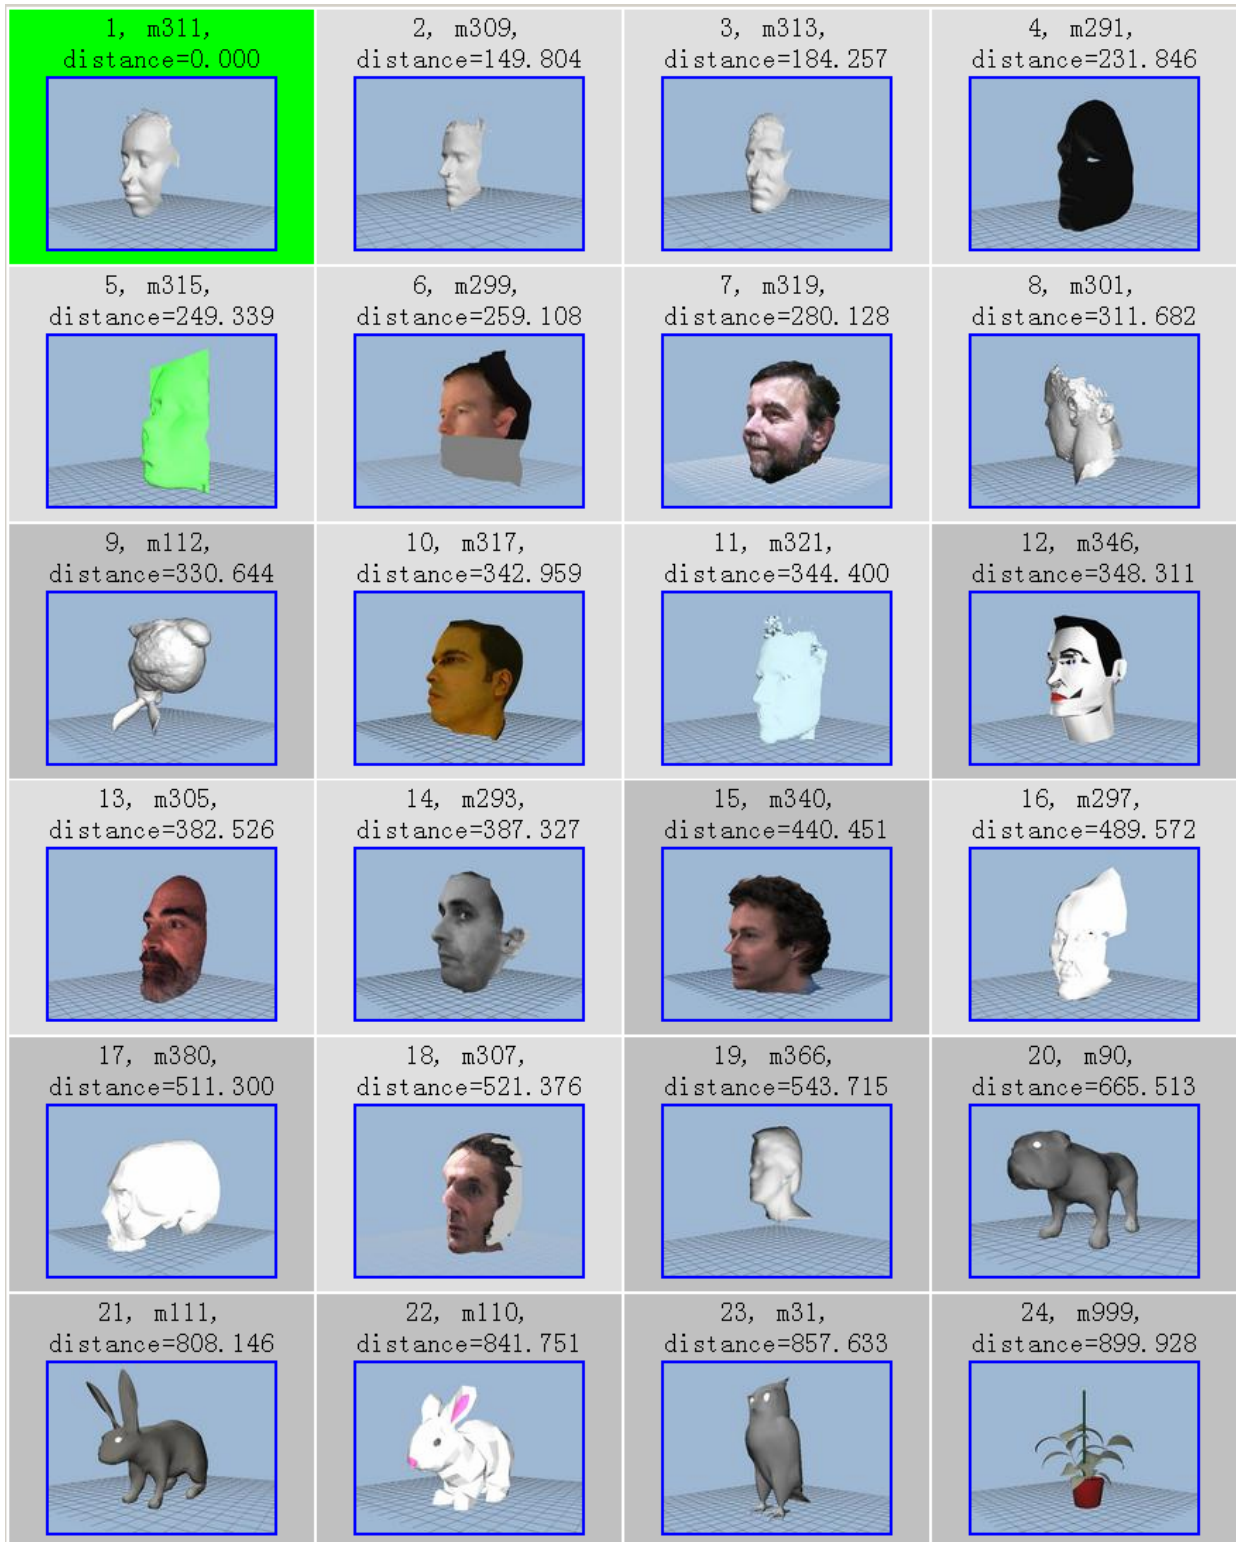 1, m311,
distance=0.000
2, m309,
distance=149.804
3, m313,
distance=184.257
4, m291,
distance=231.846
5, m315,
distance=249.339
6, m299,
distance=259.108
7, m319,
distance=280.128
8, m301,
distance=311.682
9, m112,
distance=330.644
10, m317,
distance=342.959
11, m321,
distance=344.400
12, m346,
distance=348.311
13, m305,
distance=382.526
14, m293,
distance=387.327
15, m340,
distance=440.451
16, m297,
distance=489.572
17, m380,
distance=511.300
18, m307,
distance=521.376
19, m366,
distance=543.715
20, m90,
distance=665.513
21, m111,
distance=808.146
22, m110,
distance=841.751
23, m31,
distance=857.633
24, m999,
distance=899.928